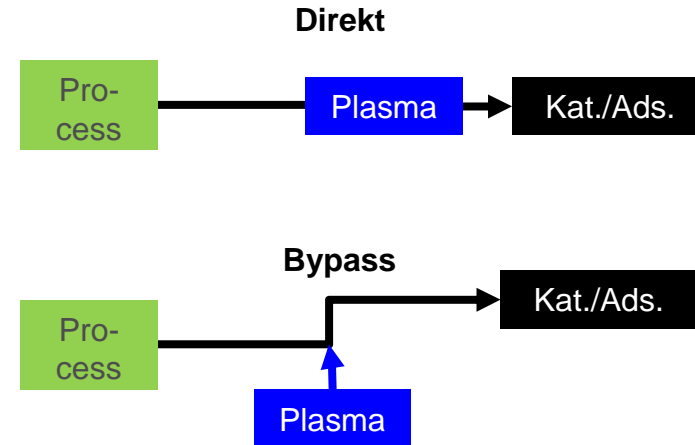 Direkt
Pro-
cess
Plasma
Kat./Ads.
Bypass
Kat./Ads.
Pro-
cess
Plasma